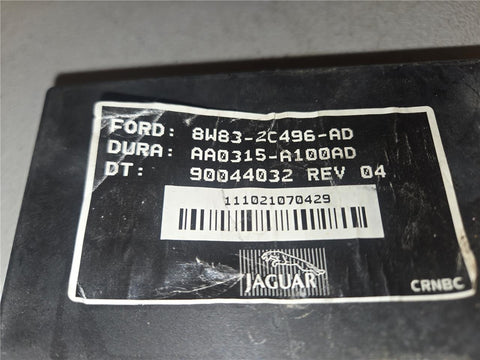 FORD: 8W83-2C496-AD
DURA: AA0315-A100AD
DT: 90044032 REV 04
111021070429
JAGUAR
CRNBC